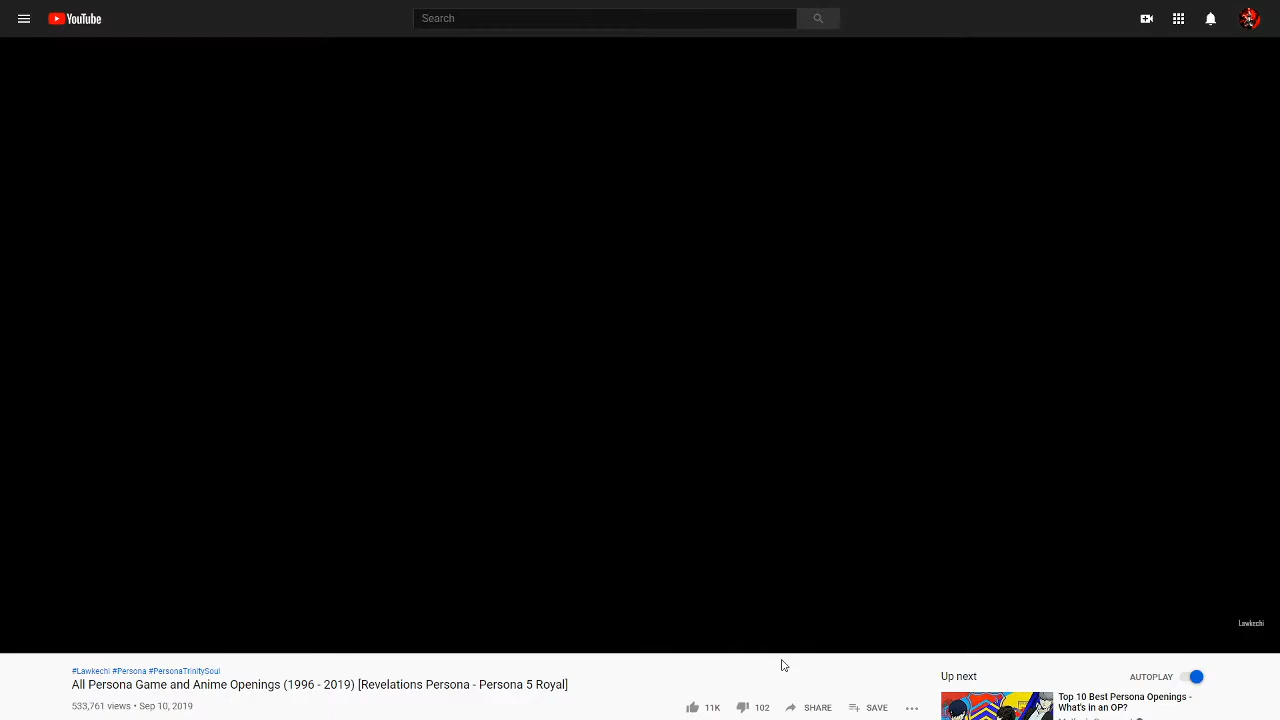 YouTube
Search
Lawkechi
#Lawkechi #Persona #PersonaTrinitySoul
All Persona Game and Anime Openings (1996 - 2019) [Revelations Persona - Persona 5 Royal]
533,761 views • Sep 10, 2019
11K
102
SHARE
SAVE
Up next
AUTOPLAY
Top 10 Best Persona Openings -
What's in an OP?